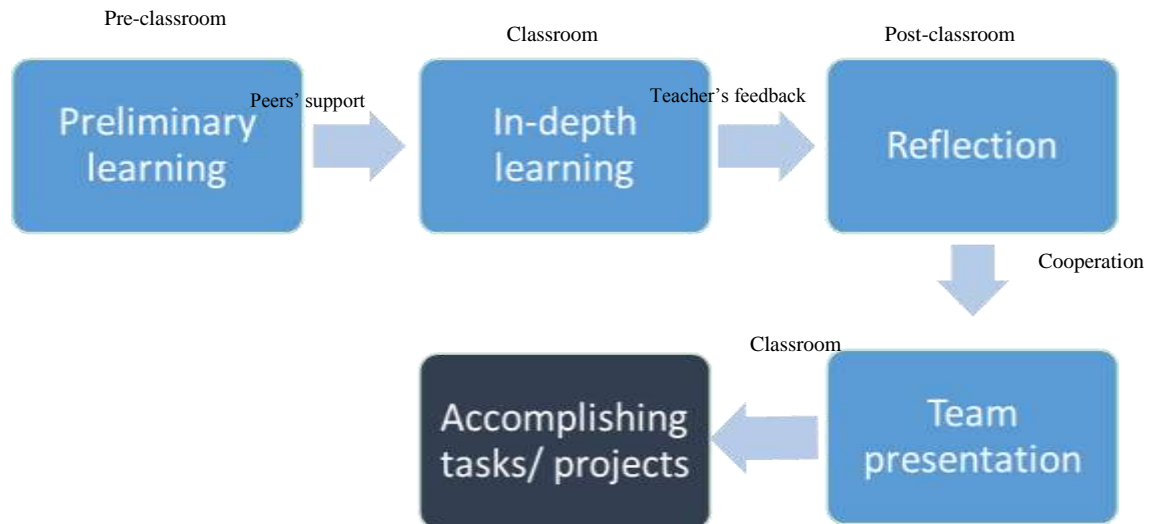 Pre-classroom
Classroom
Post-classroom
Preliminary
learning
Peers’ support
In-depth
learning
Teacher’s feedback
Reflection
Cooperation
Classroom
Team
presentation
Accomplishing
tasks/ projects